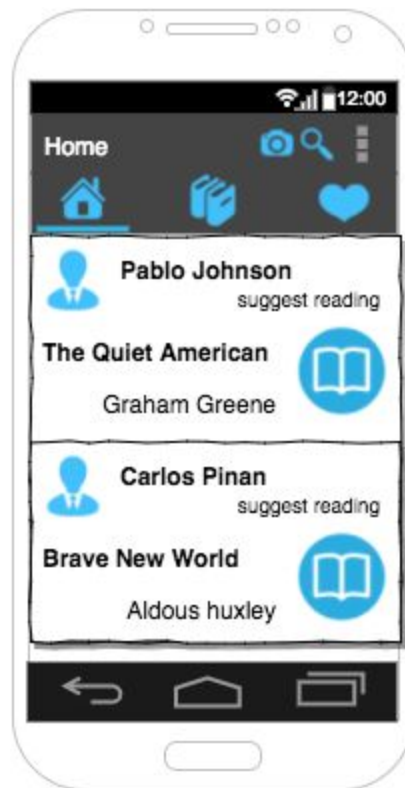 12:00
Home
Pablo Johnson
suggest reading
The Quiet American
Graham Greene
Carlos Pinan
suggest reading
Brave New World
Aldous huxley